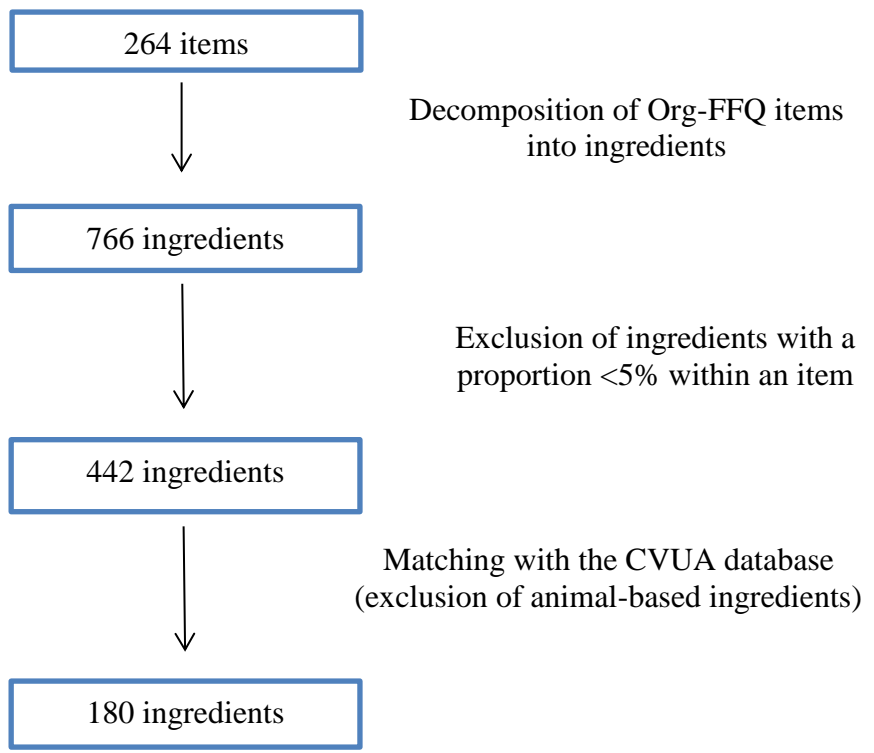 264 items
Decomposition of Org-FFQ items
into ingredients
766 ingredients
Exclusion of ingredients with a
proportion <5% within an item
442 ingredients
Matching with the CVUA database
(exclusion of animal-based ingredients)
180 ingredients